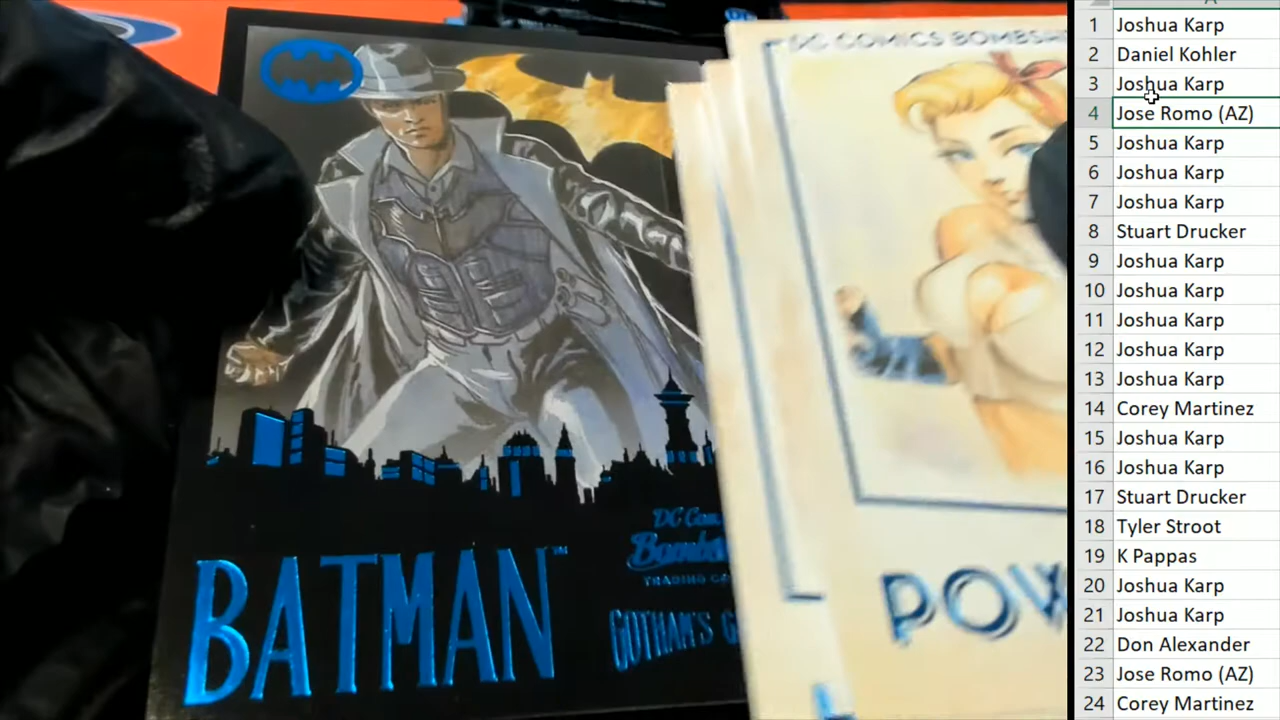 DC COMICS BOMBSH
BATMAN™
DC Com
Bombs
TRADING C
GOTHAM'S G
POW
A
1 Joshua Karp
2 Daniel Kohler
3 Joshua Karp
4 Jose Romo (AZ)
5 Joshua Karp
6 Joshua Karp
7 Joshua Karp
8 Stuart Drucker
9 Joshua Karp
10 Joshua Karp
11 Joshua Karp
12 Joshua Karp
13 Joshua Karp
14 Corey Martinez
15 Joshua Karp
16 Joshua Karp
17 Stuart Drucker
18 Tyler Stroot
19 K Pappas
20 Joshua Karp
21 Joshua Karp
22 Don Alexander
23 Jose Romo (AZ)
24 Corey Martinez